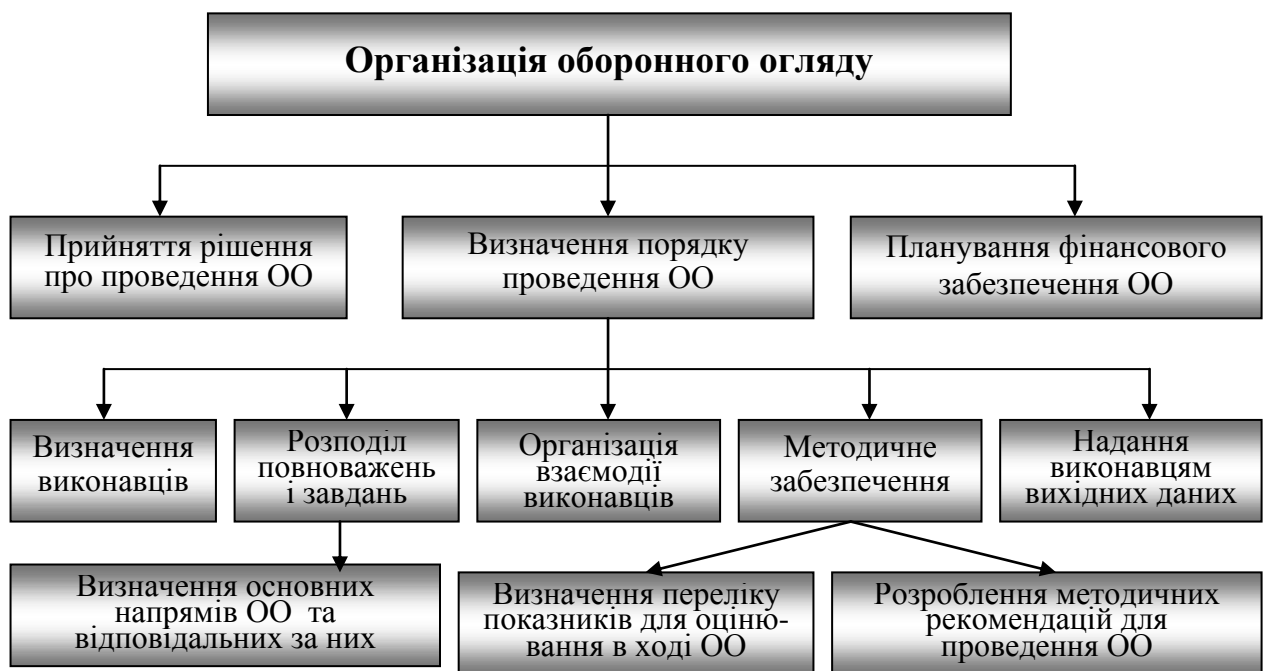 Організація оборонного огляду
Прийняття рішення
про проведення ОО
Визначення порядку
проведення ОО
Планування фінансового
забезпечення ОО
Визначення
виконавців
Розподіл
повноважень
і завдань
Організація
взаємодії
виконавців
Методичне
забезпечення
Надання
виконавцям
вихідних даних
Визначення основних
напрямів ОО та
відповідальних за них
Визначення переліку
показників для оціню-
вання в ході ОО
Розроблення методичних
рекомендацій для
проведення ОО